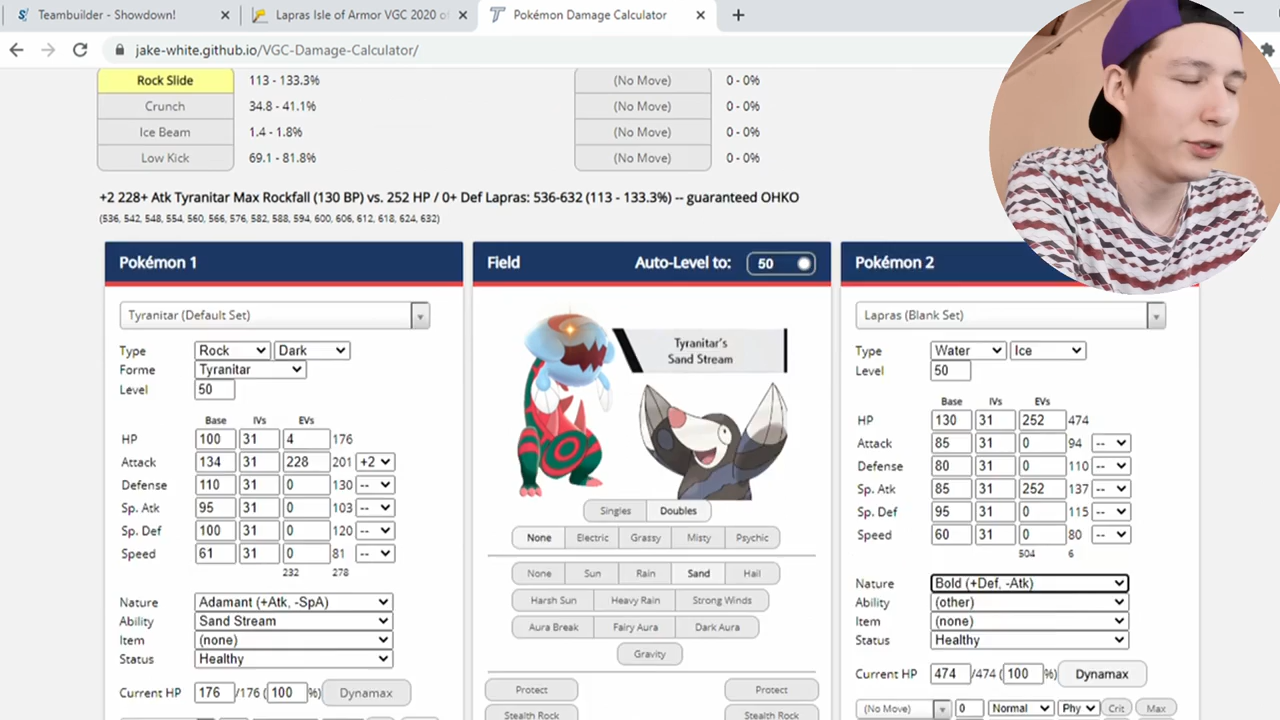 Teambuilder - Showdown!
Lapras Isle of Armor VGC 2020 o
Pokémon Damage Calculator
jake-white.github.io/VGC-Damage-Calculator/
Rock Slide 113 - 133.3% (No Move) 0 - 0%
Crunch 34.8 - 41.1% (No Move) 0 - 0%
Ice Beam 1.4 - 1.8% (No Move) 0 - 0%
Low Kick 69.1 - 81.8% (No Move) 0 - 0%
+2 228+ Atk Tyranitar Max Rockfall (130 BP) vs. 252 HP / 0+ Def Lapras: 536-632 (113 - 133.3%) -- guaranteed OHKO
(536, 542, 548, 554, 560, 566, 576, 582, 588, 594, 600, 606, 612, 618, 624, 632)
Pokémon 1
Tyranitar (Default Set)
Type Rock Dark
Forme Tyranitar
Level 50
Base IVs EVs
HP 100 31 4 176
Attack 134 31 228 201 +2
Defense 110 31 0 130 --
Sp. Atk 95 31 0 103 --
Sp. Def 100 31 0 120 --
Speed 61 31 0 81 --
232 278
Nature Adamant (+Atk, -SpA)
Ability Sand Stream
Item (none)
Status Healthy
Current HP 176 /176 ( 100 %) Dynamax
Field Auto-Level to: 50
Tyranitar's
Sand Stream
Singles Doubles
None Electric Grassy Misty Psychic
None Sun Rain Sand Hail
Harsh Sun Heavy Rain Strong Winds
Aura Break Fairy Aura Dark Aura
Gravity
Protect Protect
Stealth Rock Stealth Rock
Pokémon 2
Lapras (Blank Set)
Type Water Ice
Level 50
Base IVs EVs
HP 130 31 252 474
Attack 85 31 0 94 --
Defense 80 31 0 110 --
Sp. Atk 85 31 252 137 --
Sp. Def 95 31 0 115 --
Speed 60 31 0 80 --
504 6
Nature Bold (+Def, -Atk)
Ability (other)
Item (none)
Status Healthy
Current HP 474 /474 ( 100 %) Dynamax
(No Move) 0 Normal Phy Crit Max